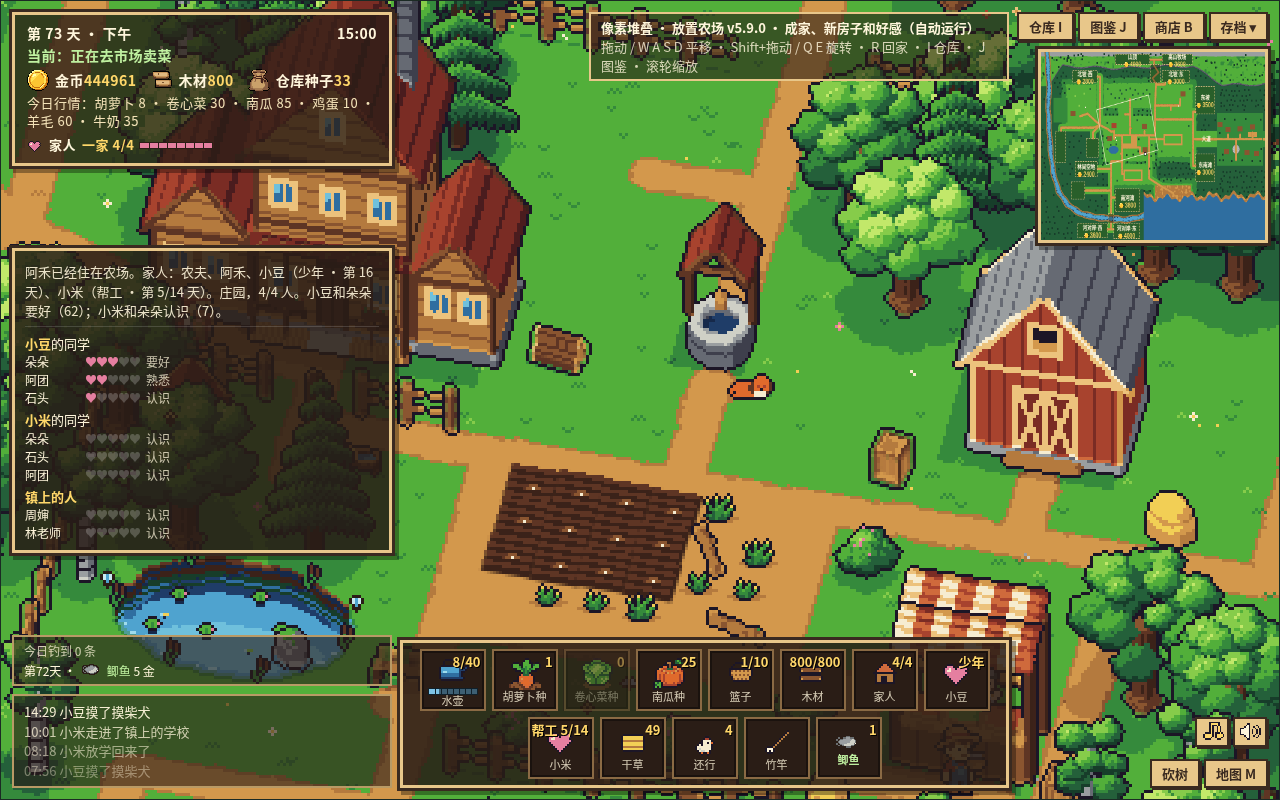 第 73 天 · 下午 15:00
当前：正在去市场卖菜
金币444961 木材800 仓库种子33
今日行情：胡萝卜 8 · 卷心菜 30 · 南瓜 85 · 鸡蛋 10 ·
羊毛 60 · 牛奶 35
家人 一家 4/4
像素堆叠 · 放置农场 v5.9.0 · 成家、新房子和好感（自动运行）
拖动 / W A S D 平移 · Shift+拖动 / Q E 旋转 · R 回家 · I 仓库 · J
图鉴 · 滚轮缩放
仓库 I
图鉴 J
商店 B
存档 ▾
阿禾已经住在农场。家人：农夫、阿禾、小豆（少年 · 第 16
天）、小米（帮工 · 第 5/14 天）。庄园，4/4 人。小豆和朵朵
要好（62）；小米和朵朵认识（7）。
小豆的同学
朵朵 要好
阿团 熟悉
石头 认识
小米的同学
朵朵 认识
石头 认识
阿团 认识
镇上的人
周婶 认识
林老师 认识
今日钓到 0 条
第72天 · 鲫鱼 5 金
14:29 小豆摸了摸柴犬
10:01 小米走进了镇上的学校
08:18 小米放学回来了
07:56 小豆摸了摸柴犬
8/40 水壶
1 胡萝卜种
0 卷心菜种
25 南瓜种
1/10 篮子
800/800 木材
4/4 家人
少年 小豆
帮工 5/14 小米
49 干草
4 还行
竹竿
1 鲫鱼
砍树
地图 M